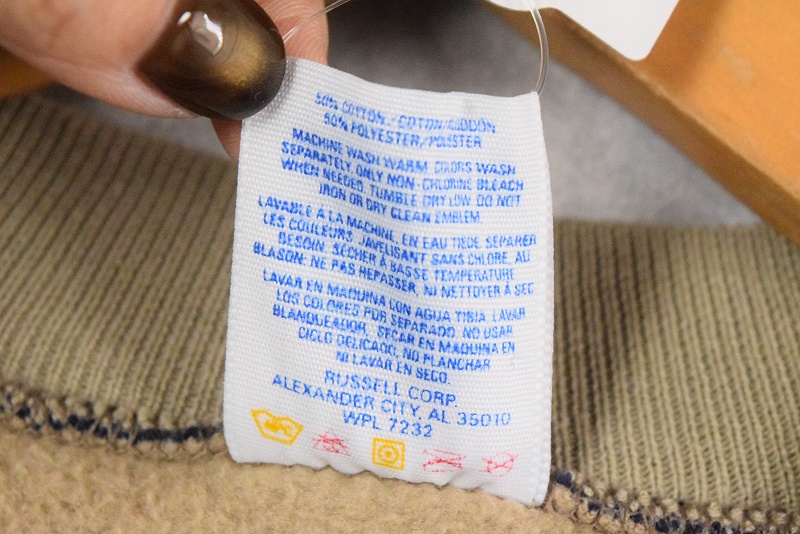 50% COTTON / COTON/ALGODON
50% POLYESTER/POLIÉSTER
MACHINE WASH WARM, COLORS WASH
SEPARATELY, ONLY NON-CHLORINE BLEACH
WHEN NEEDED. TUMBLE DRY LOW. DO NOT
IRON OR DRY CLEAN EMBLEM.
LAVABLE À LA MACHINE, EN EAU TIEDE, SEPARER
LES COULEURS. JAVELISANT SANS CHLORE, AU
BESOIN. SÉCHER À BASSE TEMPERATURE
BLASON: NE PAS REPASSER, NI NETTOYER À SEC
LAVAR EN MAQUINA CON AGUA TIBIA, LAVAR
LOS COLORES POR SEPARADO. NO USAR
BLANQUEADOR, SECAR EN MAQUINA EN
CICLO DELICADO, NO PLANCHAR
NI LAVAR EN SECO.
RUSSELL CORP.
ALEXANDER CITY, AL 35010
WPL 7232